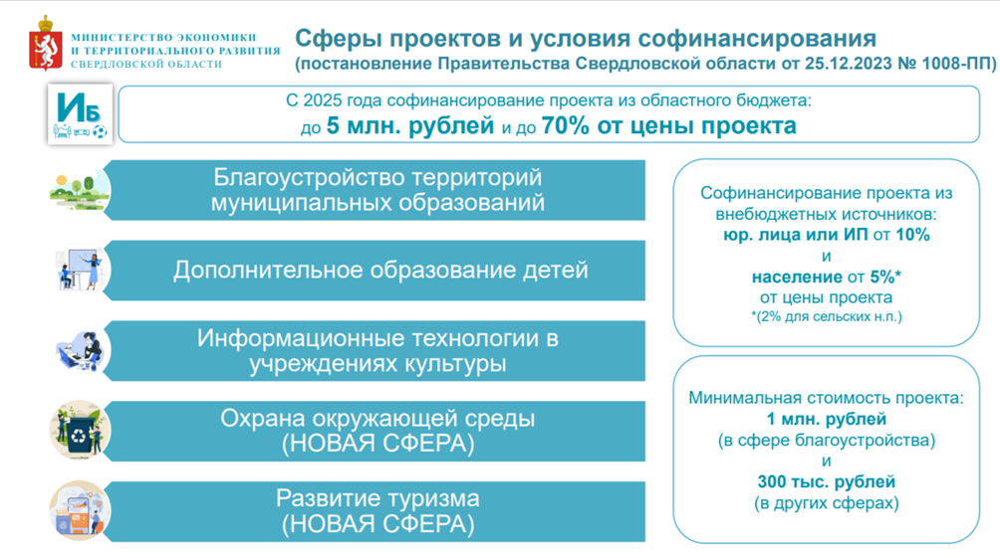 МИНИСТЕРСТВО ЭКОНОМИКИ
И ТЕРРИТОРИАЛЬНОГО РАЗВИТИЯ
СВЕРДЛОВСКОЙ ОБЛАСТИ
Сферы проектов и условия софинансирования
(постановление Правительства Свердловской области от 25.12.2023 № 1008-ПП)
ИБ
С 2025 года софинансирование проекта из областного бюджета:
до 5 млн. рублей и до 70% от цены проекта
Благоустройство территорий
муниципальных образований
Дополнительное образование детей
Информационные технологии в
учреждениях культуры
Охрана окружающей среды
(НОВАЯ СФЕРА)
Развитие туризма
(НОВАЯ СФЕРА)
Софинансирование проекта из
внебюджетных источников:
юр. лица или ИП от 10%
и
население от 5%*
от цены проекта
*(2% для сельских н.п.)
Минимальная стоимость проекта:
1 млн. рублей
(в сфере благоустройства)
и
300 тыс. рублей
(в других сферах)